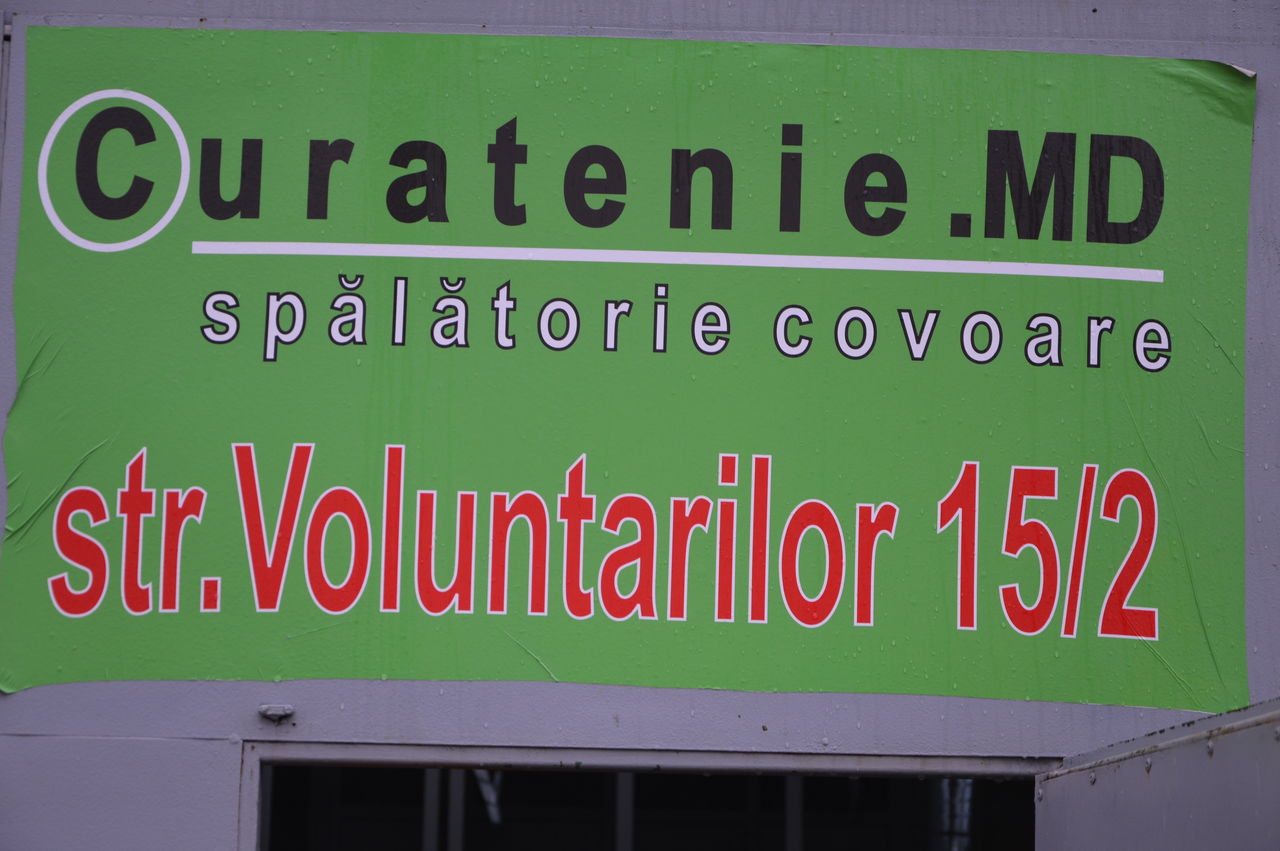 Curatenie.MD
spălătorie covoare
str.Voluntarilor 15/2